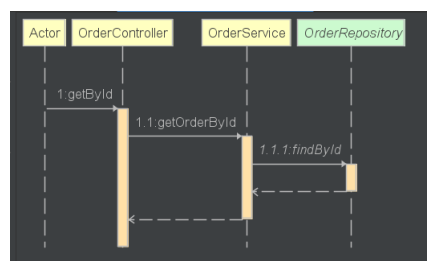 Actor
OrderController
OrderService
OrderRepository
1:getById
1.1:getOrderById
1.1.1:findById